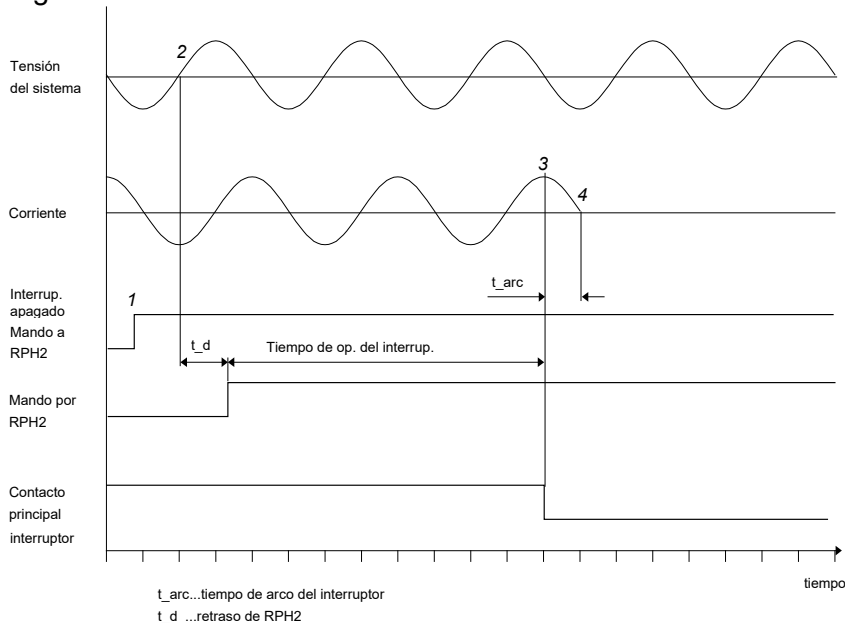 2
Tensión
del sistema
3
4
Corriente
t_arc
Interrup.
apagado
1
Mando a
RPH2
t_d
Tiempo de op. del interrup.
Mando por
RPH2
Contacto
principal
interruptor
tiempo
t_arc...tiempo de arco del interruptor
t_d ...retraso de RPH2